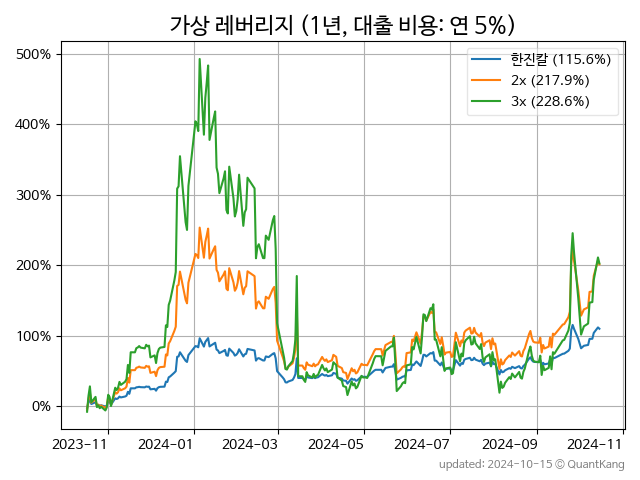 가상 레버리지 (1년, 대출 비용: 연 5%)
한진칼 (115.6%)
2x (217.9%)
3x (228.6%)
500%
400%
300%
200%
100%
0%
2023-11 2024-01 2024-03 2024-05 2024-07 2024-09 2024-11
updated: 2024-10-15 © QuantKang